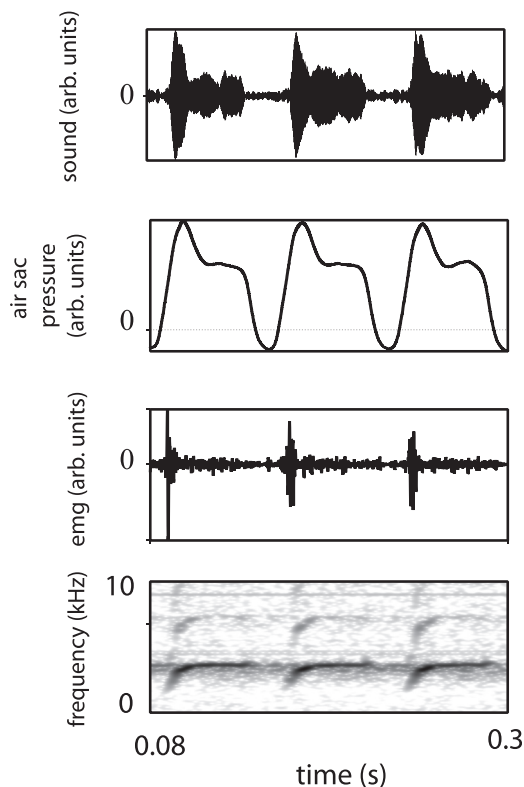 sound (arb. units)
0
air sac
pressure
(arb. units)
0
emg (arb. units)
0
frequency (kHz)
10
0
0.08
0.3
time (s)